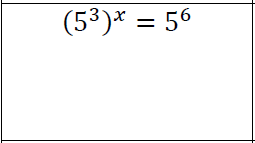 (5³)ˣ = 5⁶